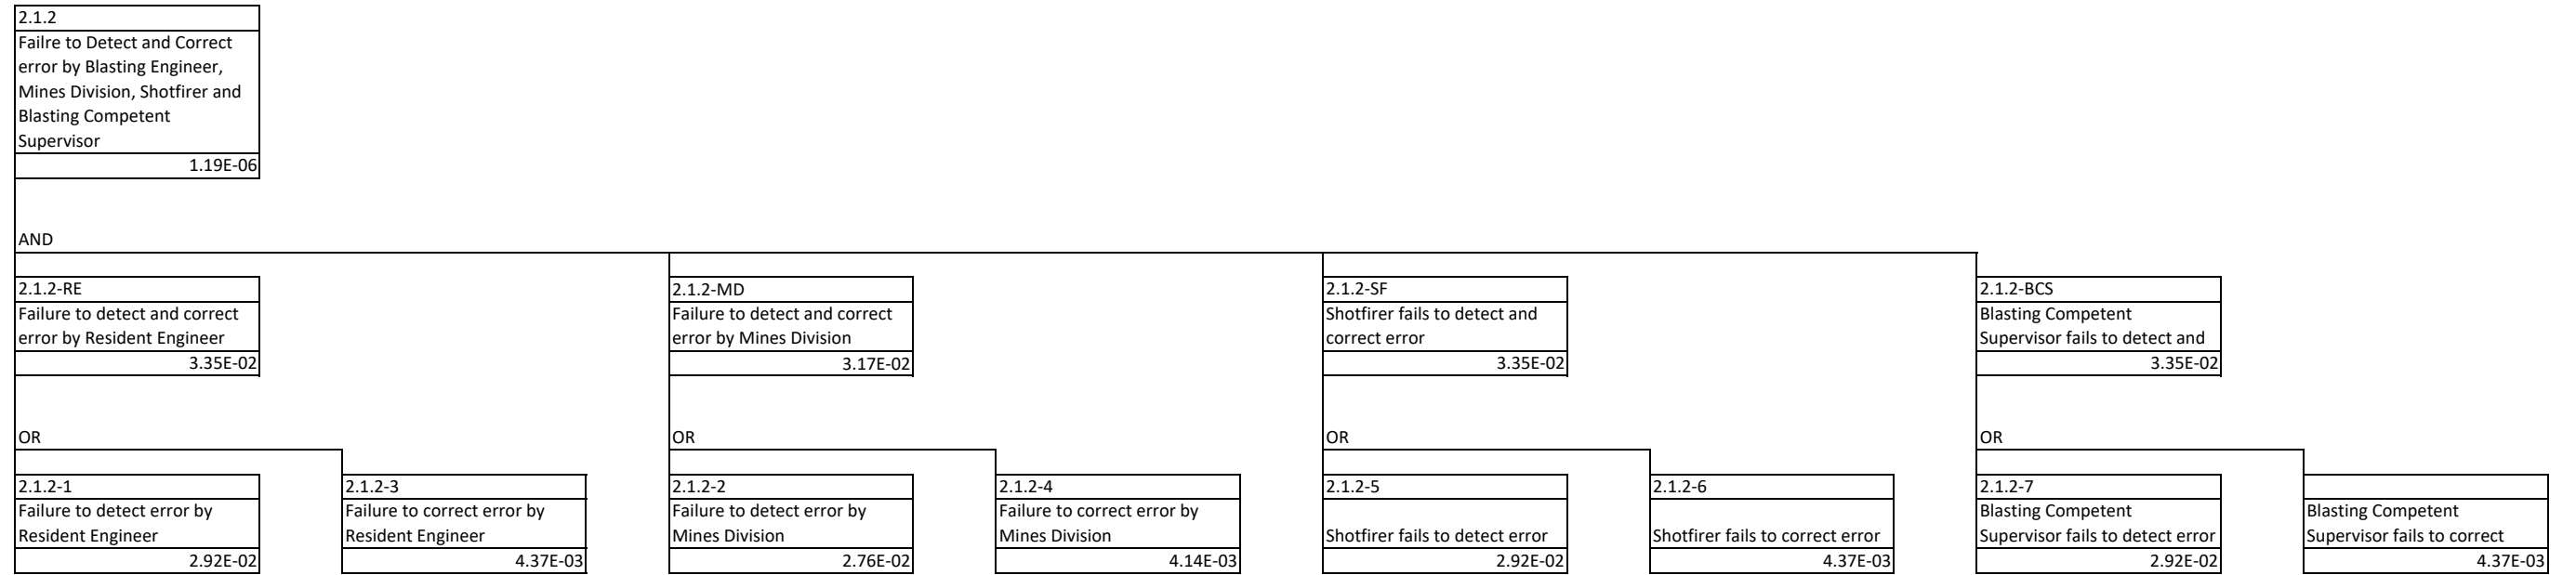 2.1.2
Failre to Detect and Correct
error by Blasting Engineer,
Mines Division, Shotfirer and
Blasting Competent
Supervisor
1.19E-06
AND
2.1.2-RE
Failure to detect and correct
error by Resident Engineer
3.35E-02
2.1.2-MD
Failure to detect and correct
error by Mines Division
3.17E-02
2.1.2-SF
Shotfirer fails to detect and
correct error
3.35E-02
2.1.2-BCS
Blasting Competent
Supervisor fails to detect and
3.35E-02
OR
OR
OR
OR
2.1.2-1
Failure to detect error by
Resident Engineer
2.92E-02
2.1.2-3
Failure to correct error by
Resident Engineer
4.37E-03
2.1.2-2
Failure to detect error by
Mines Division
2.76E-02
2.1.2-4
Failure to correct error by
Mines Division
4.14E-03
2.1.2-5
Shotfirer fails to detect error
2.92E-02
2.1.2-6
Shotfirer fails to correct error
4.37E-03
2.1.2-7
Blasting Competent
Supervisor fails to detect error
2.92E-02
Blasting Competent
Supervisor fails to correct
4.37E-03